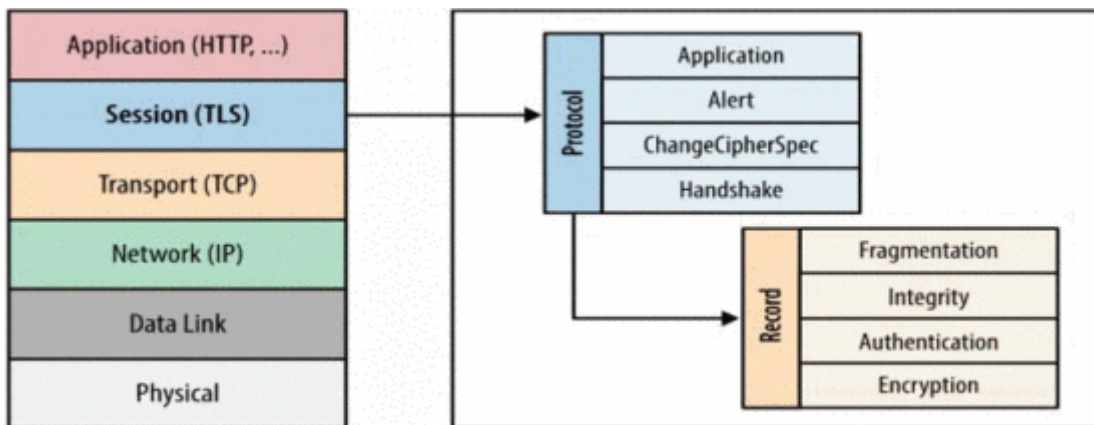 Application (HTTP, ...)
Session (TLS)
Transport (TCP)
Network (IP)
Data Link
Physical
Protocol
Application
Alert
ChangeCipherSpec
Handshake
Record
Fragmentation
Integrity
Authentication
Encryption